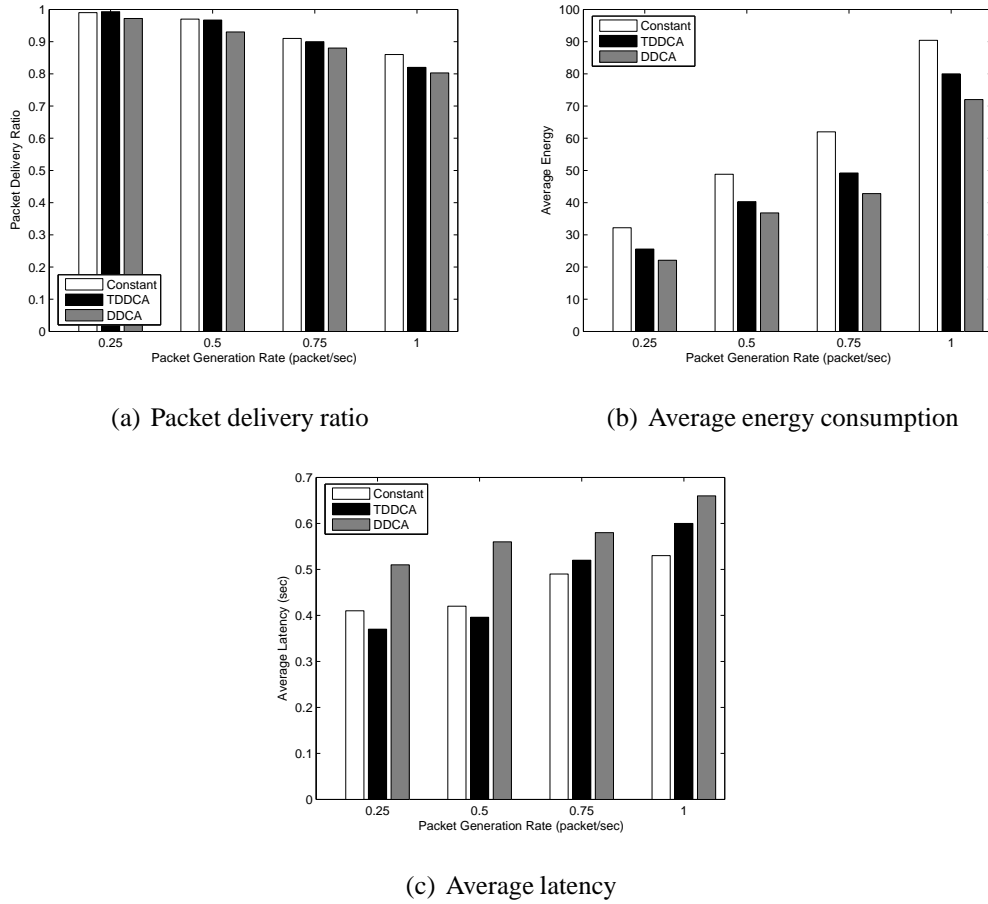 1
0.9
0.8
0.7
0.6
0.5
0.4
0.3
0.2
0.1
0
Packet Delivery Ratio
Constant
TDDCA
DDCA
0.25 0.5 0.75 1
Packet Generation Rate (packet/sec)
(a) Packet delivery ratio
100
90
80
70
60
50
40
30
20
10
0
Average Energy
Constant
TDDCA
DDCA
0.25 0.5 0.75 1
Packet Generation Rate (packet/sec)
(b) Average energy consumption
0.7
0.6
0.5
0.4
0.3
0.2
0.1
0
Average Latency (sec)
Constant
TDDCA
DDCA
0.25 0.5 0.75 1
Packet Generation Rate (packet/sec)
(c) Average latency